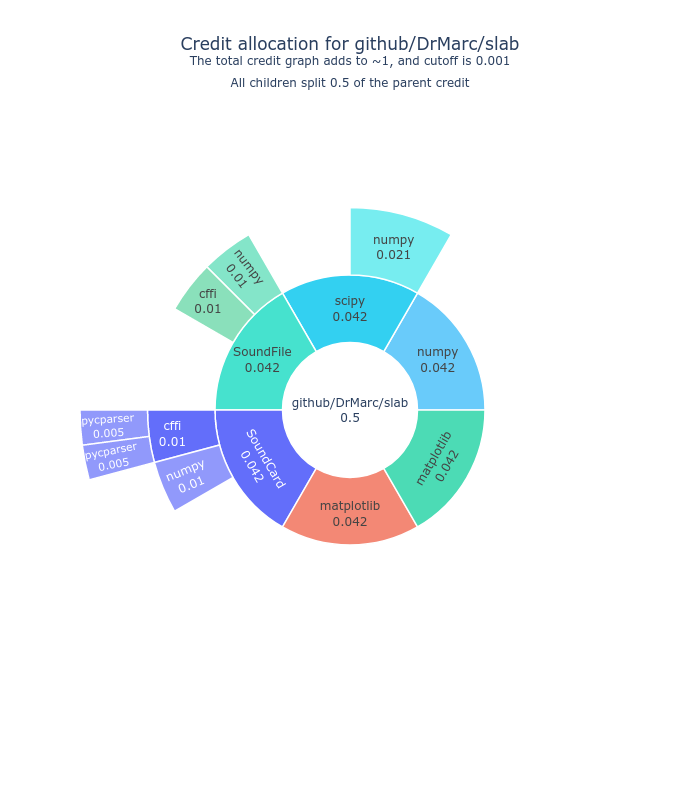 Credit allocation for github/DrMarc/slab
The total credit graph adds to ~1, and cutoff is 0.001
All children split 0.5 of the parent credit
numpy
0.021
numpy
0.01
cffi
0.01
scipy
0.042
SoundFile
0.042
numpy
0.042
github/DrMarc/slab
0.5
pycparser
0.005
cffi
0.01
pycparser
0.005
numpy
0.01
SoundCard
0.042
matplotlib
0.042
matplotlib
0.042